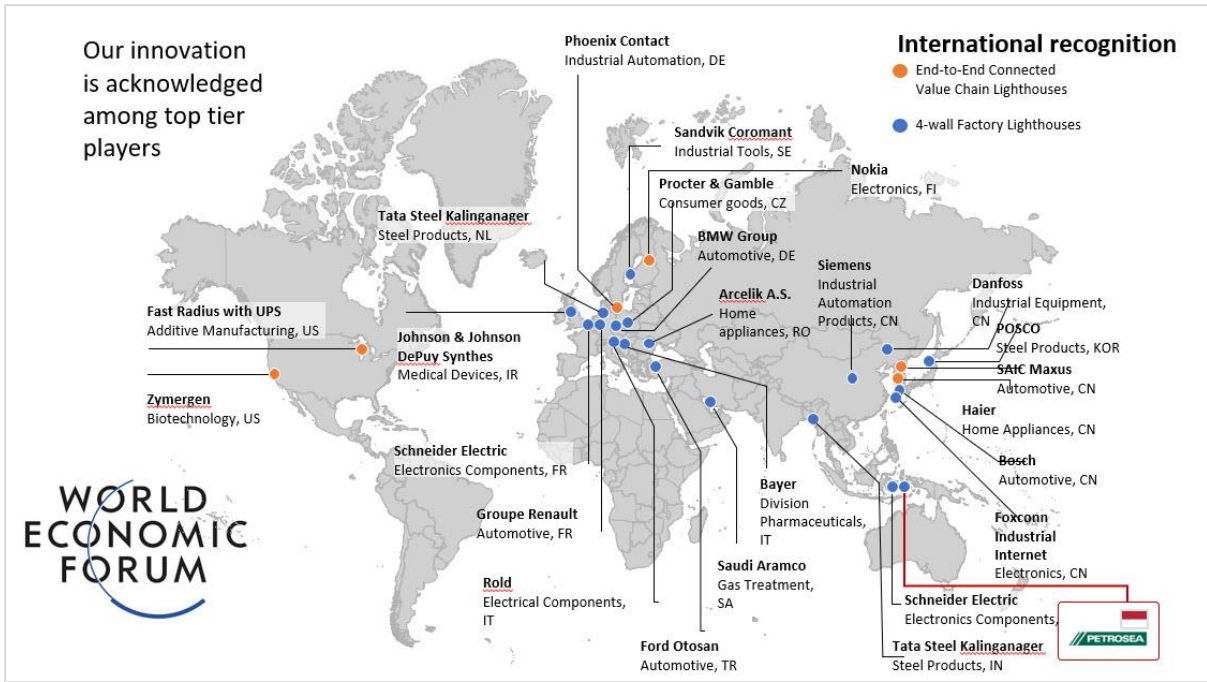 Our innovation
is acknowledged
among top tier
players
International recognition
End-to-End Connected
Value Chain Lighthouses
4-wall Factory Lighthouses
Phoenix Contact
Industrial Automation, DE
Sandvik Coromant
Industrial Tools, SE
Nokia
Electronics, FI
Procter & Gamble
Consumer goods, CZ
Tata Steel Kalinganager
Steel Products, NL
BMW Group
Automotive, DE
Siemens
Industrial
Automation
Products, CN
Danfoss
Industrial Equipment,
CN
Arcelik A.S.
Home
appliances, RO
Fast Radius with UPS
Additive Manufacturing, US
Johnson & Johnson
DePuy Synthes
Medical Devices, IR
POSCO
Steel Products, KOR
SAIC Maxus
Automotive, CN
Zymergen
Biotechnology, US
Haier
Home Appliances, CN
Schneider Electric
Electronics Components, FR
Bosch
Automotive, CN
Bayer
Division
Pharmaceuticals,
IT
Groupe Renault
Automotive, FR
Foxconn
Industrial
Internet
Electronics, CN
WORLD
ECONOMIC
FORUM
Saudi Aramco
Gas Treatment,
SA
Rold
Electrical Components,
IT
Schneider Electric
Electronics Components,
PETROSEA
Ford Otosan
Automotive, TR
Tata Steel Kalinganager
Steel Products, IN